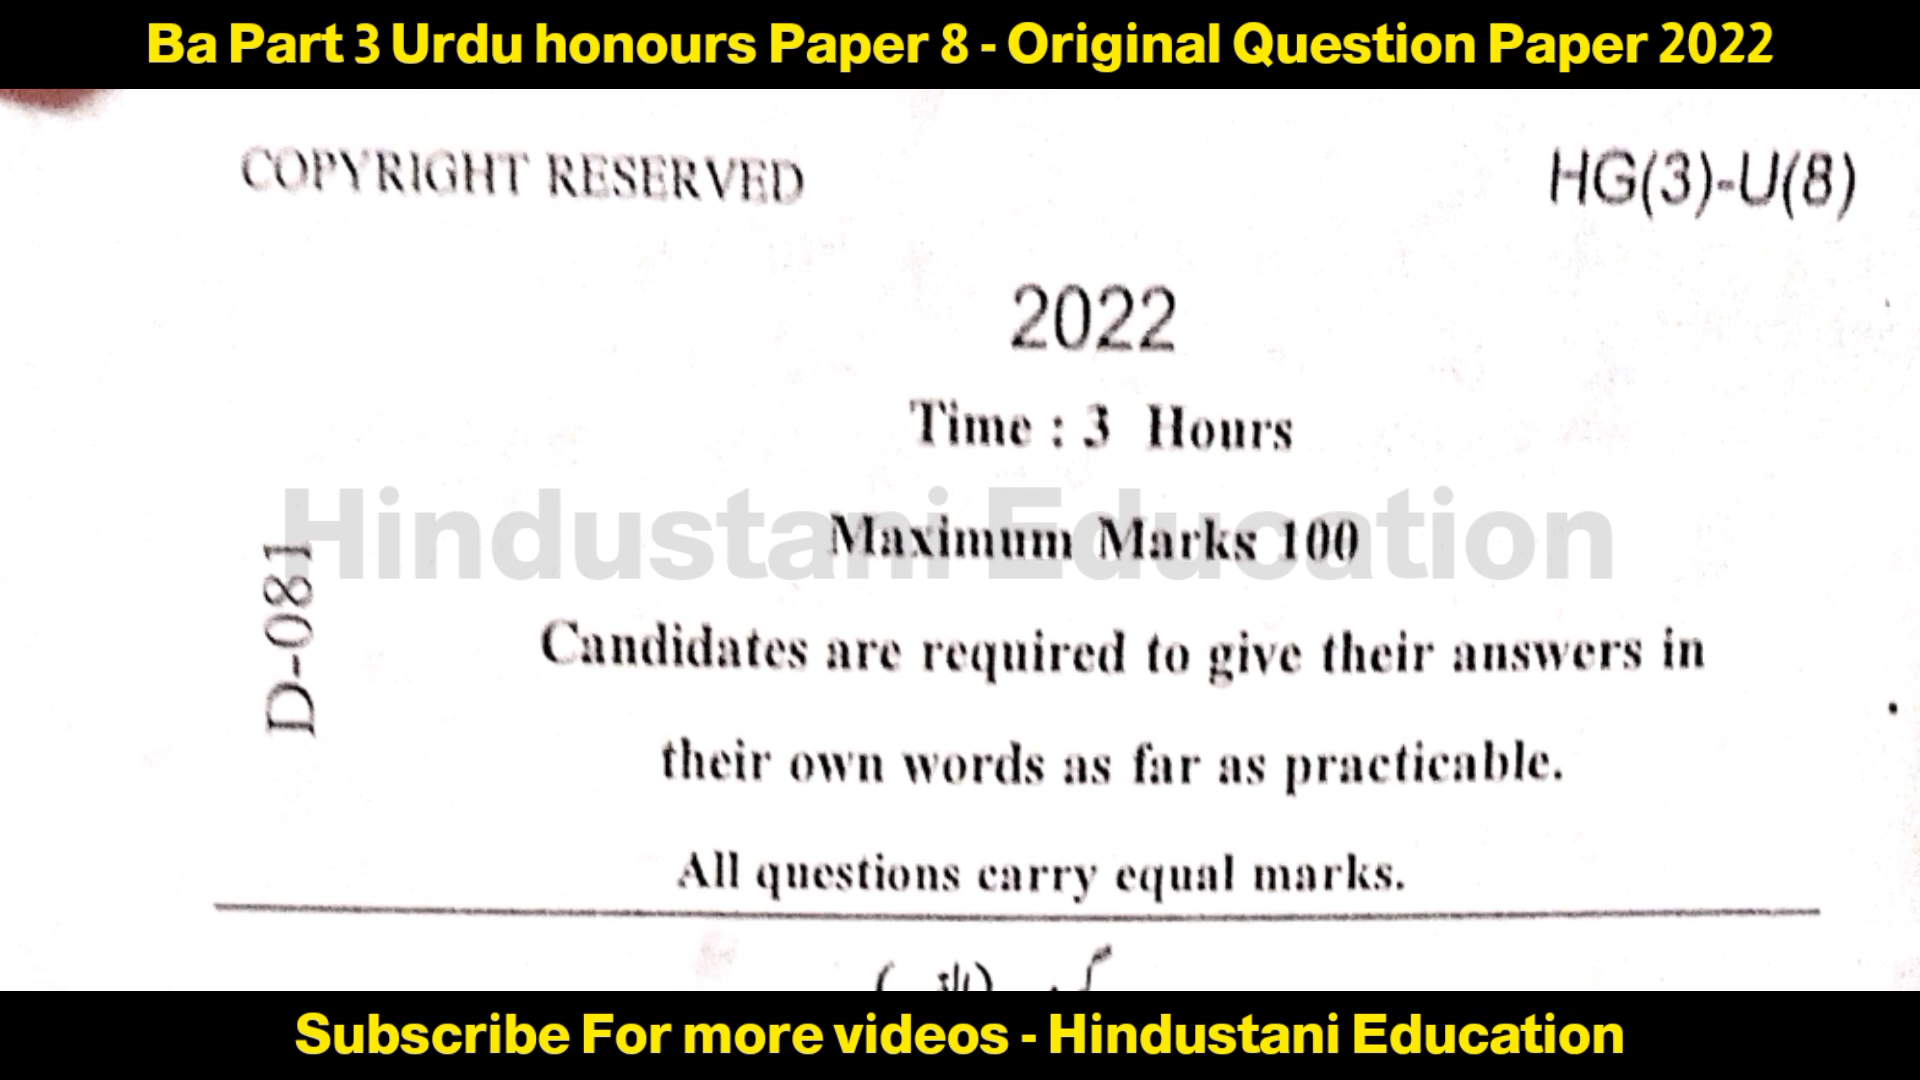 Ba Part 3 Urdu honours Paper 8 - Original Question Paper 2022
COPYRIGHT RESERVED
HG(3)-U(8)
2022
Time : 3 Hours
Hindustani Education
Maximum Marks 100
D-081
Candidates are required to give their answers in
their own words as far as practicable.
All questions carry equal marks.
Subscribe For more videos - Hindustani Education